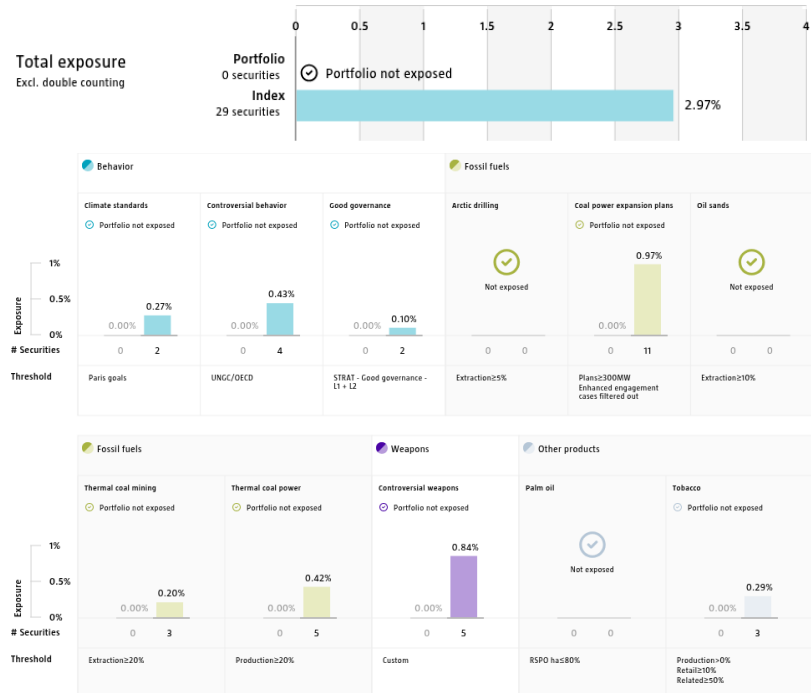 0 0.5 1 1.5 2 2.5 3 3.5 4
Total exposure
Excl. double counting
Portfolio
0 securities
Portfolio not exposed
Index
29 securities
2.97%
Behavior
Fossil fuels
Climate standards
Controversial behavior
Good governance
Arctic drilling
Coal power expansion plans
Oil sands
Portfolio not exposed
Portfolio not exposed
Portfolio not exposed
Not exposed
Portfolio not exposed
Not exposed
Exposure
1%
0.5%
0%
0.00% 0.27%
0.00% 0.43%
0.00% 0.10%
0.00% 0.97%
# Securities
0 2
0 4
0 2
0 0
0 11
0 0
Threshold
Paris goals
UNGC/OECD
STRAT - Good governance -
L1 + L2
Extraction≥5%
Plans≥300MW
Enhanced engagement
cases filtered out
Extraction≥10%
Fossil fuels
Weapons
Other products
Thermal coal mining
Thermal coal power
Controversial weapons
Palm oil
Tobacco
Portfolio not exposed
Portfolio not exposed
Portfolio not exposed
Not exposed
Portfolio not exposed
Exposure
1%
0.5%
0%
0.00% 0.20%
0.00% 0.42%
0.00% 0.84%
0.00% 0.29%
# Securities
0 3
0 5
0 5
0 0
0 3
Threshold
Extraction≥20%
Production≥20%
Custom
RSPO ha≤80%
Production>0%
Retail≥10%
Related≥50%